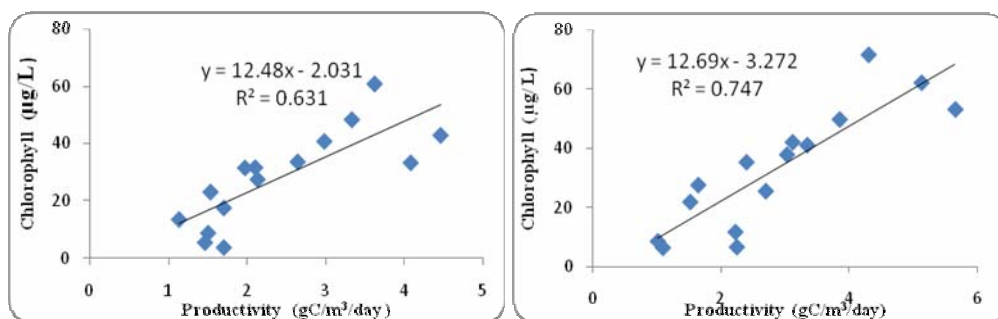 80
60
40
20
0
Chlorophyll (µg/L)
y = 12.48x - 2.031
R² = 0.631
0 1 2 3 4 5
Productivity (gC/m³/day)
80
60
40
20
0
Chlorophyll (µg/L)
y = 12.69x - 3.272
R² = 0.747
0 2 4 6
Productivity (gC/m³/day)